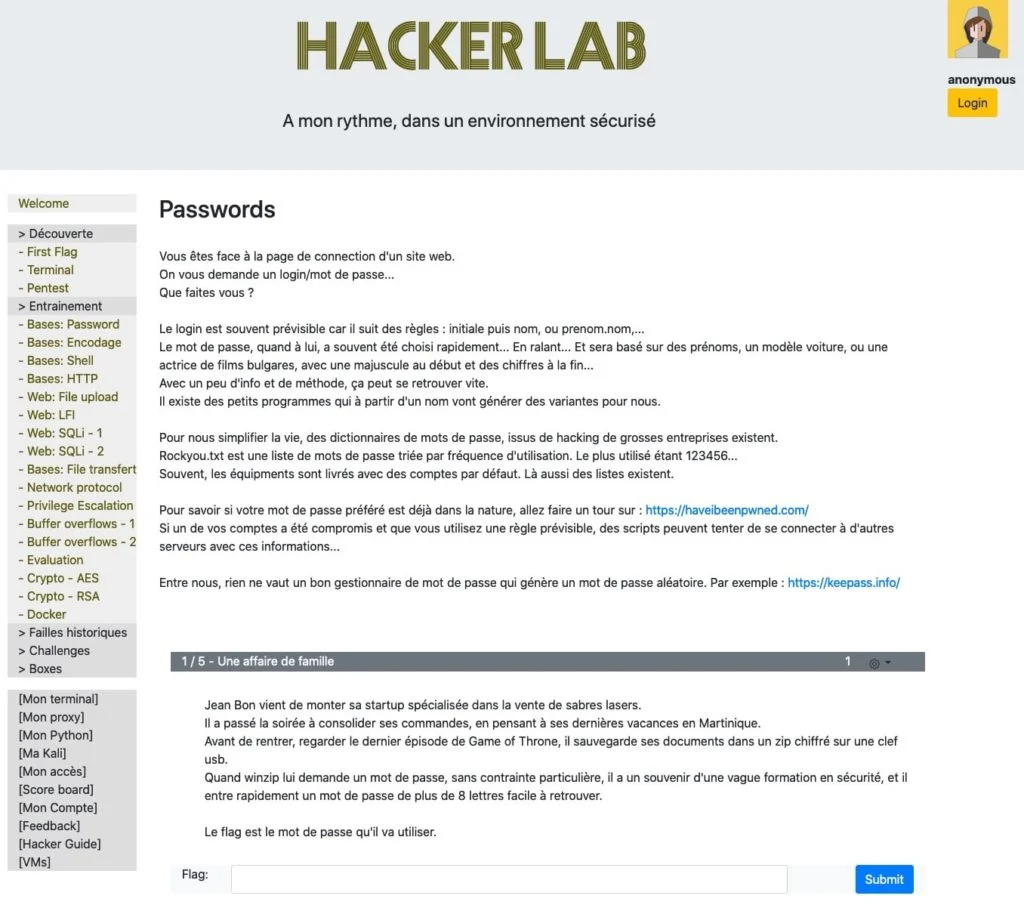 HACKER LAB
A mon rythme, dans un environnement sécurisé
anonymous
Login
Welcome
> Découverte
- First Flag
- Terminal
- Pentest
> Entrainement
- Bases: Password
- Bases: Encodage
- Bases: Shell
- Bases: HTTP
- Web: File upload
- Web: LFI
- Web: SQLi - 1
- Web: SQLi - 2
- Bases: File transfert
- Network protocol
- Privilege Escalation
- Buffer overflows - 1
- Buffer overflows - 2
- Evaluation
- Crypto - AES
- Crypto - RSA
- Docker
> Failles historiques
> Challenges
> Boxes
[Mon terminal]
[Mon proxy]
[Mon Python]
[Ma Kali]
[Mon accès]
[Score board]
[Mon Compte]
[Feedback]
[Hacker Guide]
[VMs]
Passwords
Vous êtes face à la page de connection d'un site web.
On vous demande un login/mot de passe...
Que faites vous ?
Le login est souvent prévisible car il suit des règles : initiale puis nom, ou prenom.nom,...
Le mot de passe, quand à lui, a souvent été choisi rapidement... En ralant... Et sera basé sur des prénoms, un modèle voiture, ou une
actrice de films bulgares, avec une majuscule au début et des chiffres à la fin...
Avec un peu d'info et de méthode, ça peut se retrouver vite.
Il existe des petits programmes qui à partir d'un nom vont générer des variantes pour nous.
Pour nous simplifier la vie, des dictionnaires de mots de passe, issus de hacking de grosses entreprises existent.
Rockyou.txt est une liste de mots de passe triée par fréquence d'utilisation. Le plus utilisé étant 123456...
Souvent, les équipments sont livrés avec des comptes par défaut. Là aussi des listes existent.
Pour savoir si votre mot de passe préféré est déjà dans la nature, allez faire un tour sur : https://haveibeenpwned.com/
Si un de vos comptes a été compromis et que vous utilisez une règle prévisible, des scripts peuvent tenter de se connecter à d'autres
serveurs avec ces informations...
Entre nous, rien ne vaut un bon gestionnaire de mot de passe qui génère un mot de passe aléatoire. Par exemple : https://keepass.info/
1 / 5 - Une affaire de famille 1
Jean Bon vient de monter sa startup spécialisée dans la vente de sabres lasers.
Il a passé la soirée à consolider ses commandes, en pensant à ses dernières vacances en Martinique.
Avant de rentrer, regarder le dernier épisode de Game of Throne, il sauvegarde ses documents dans un zip chiffré sur une clef
usb.
Quand winzip lui demande un mot de passe, sans contrainte particulière, il a un souvenir d'une vague formation en sécurité, et il
entre rapidement un mot de passe de plus de 8 lettres facile à retrouver.
Le flag est le mot de passe qu'il va utiliser.
Flag:
Submit